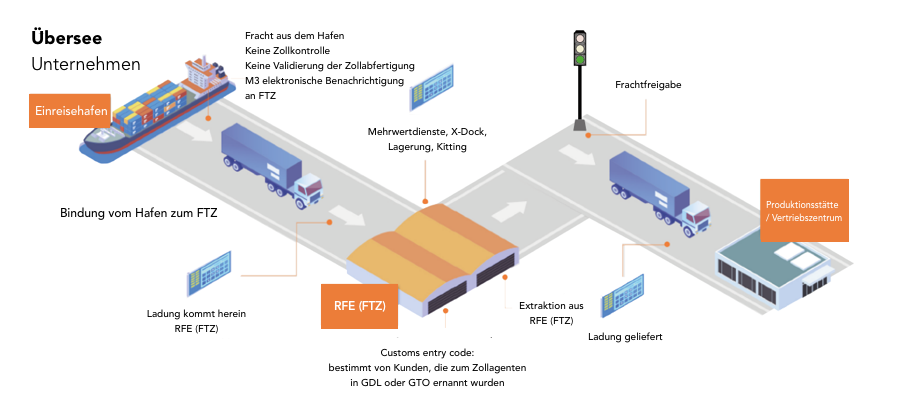 Übersee
Unternehmen
Einreisehafen
Fracht aus dem Hafen
Keine Zollkontrolle
Keine Validierung der Zollabfertigung
M3 elektronische Benachrichtigung
an FTZ
Mehrwertdienste, X-Dock,
Lagerung, Kitting
Frachtfreigabe
Produktionsstätte
/ Vertriebszentrum
Bindung vom Hafen zum FTZ
Ladung kommt herein
RFE (FTZ)
RFE (FTZ)
Extraktion aus
RFE (FTZ)
Ladung geliefert
Customs entry code:
bestimmt von Kunden, die zum Zollagenten
in GDL oder GTO ernannt wurden